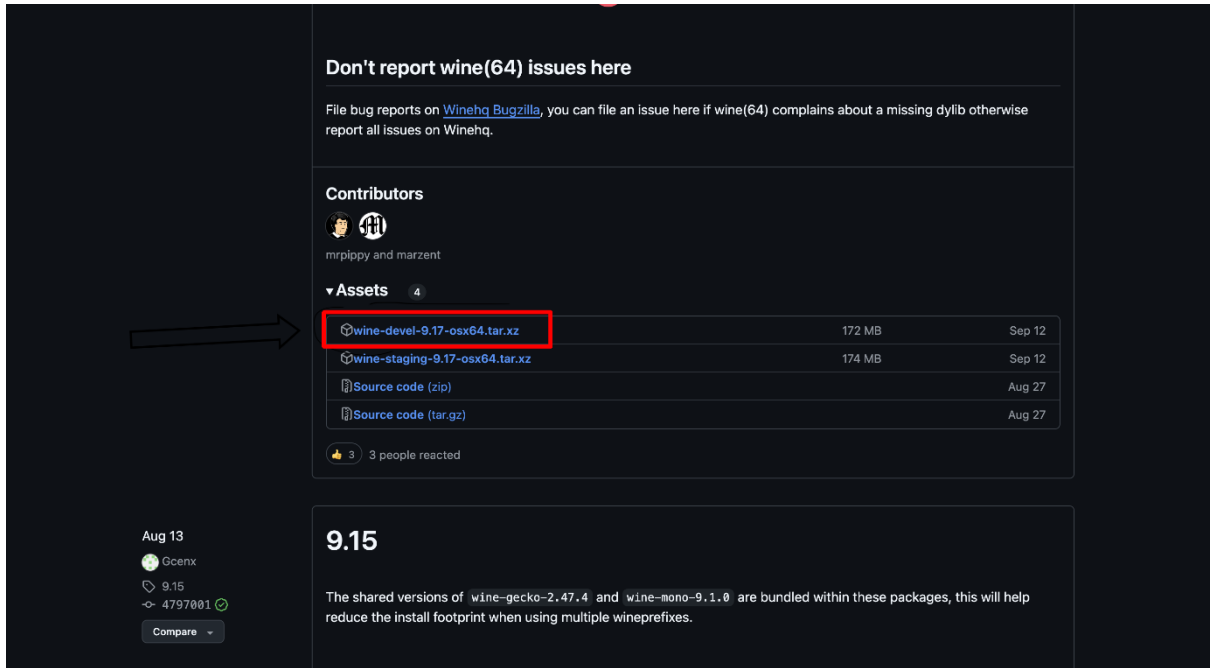 Don't report wine(64) issues here
File bug reports on Winehq Bugzilla, you can file an issue here if wine(64) complains about a missing dylib otherwise
report all issues on Winehq.
Contributors
mrpippy and marzent
Assets 4
wine-devel-9.17-osx64.tar.xz 172 MB Sep 12
wine-staging-9.17-osx64.tar.xz 174 MB Sep 12
Source code (zip) Aug 27
Source code (tar.gz) Aug 27
3 3 people reacted
Aug 13
Gcenx
9.15
4797001
Compare
9.15
The shared versions of wine-gecko-2.47.4 and wine-mono-9.1.0 are bundled within these packages, this will help
reduce the install footprint when using multiple wineprefixes.